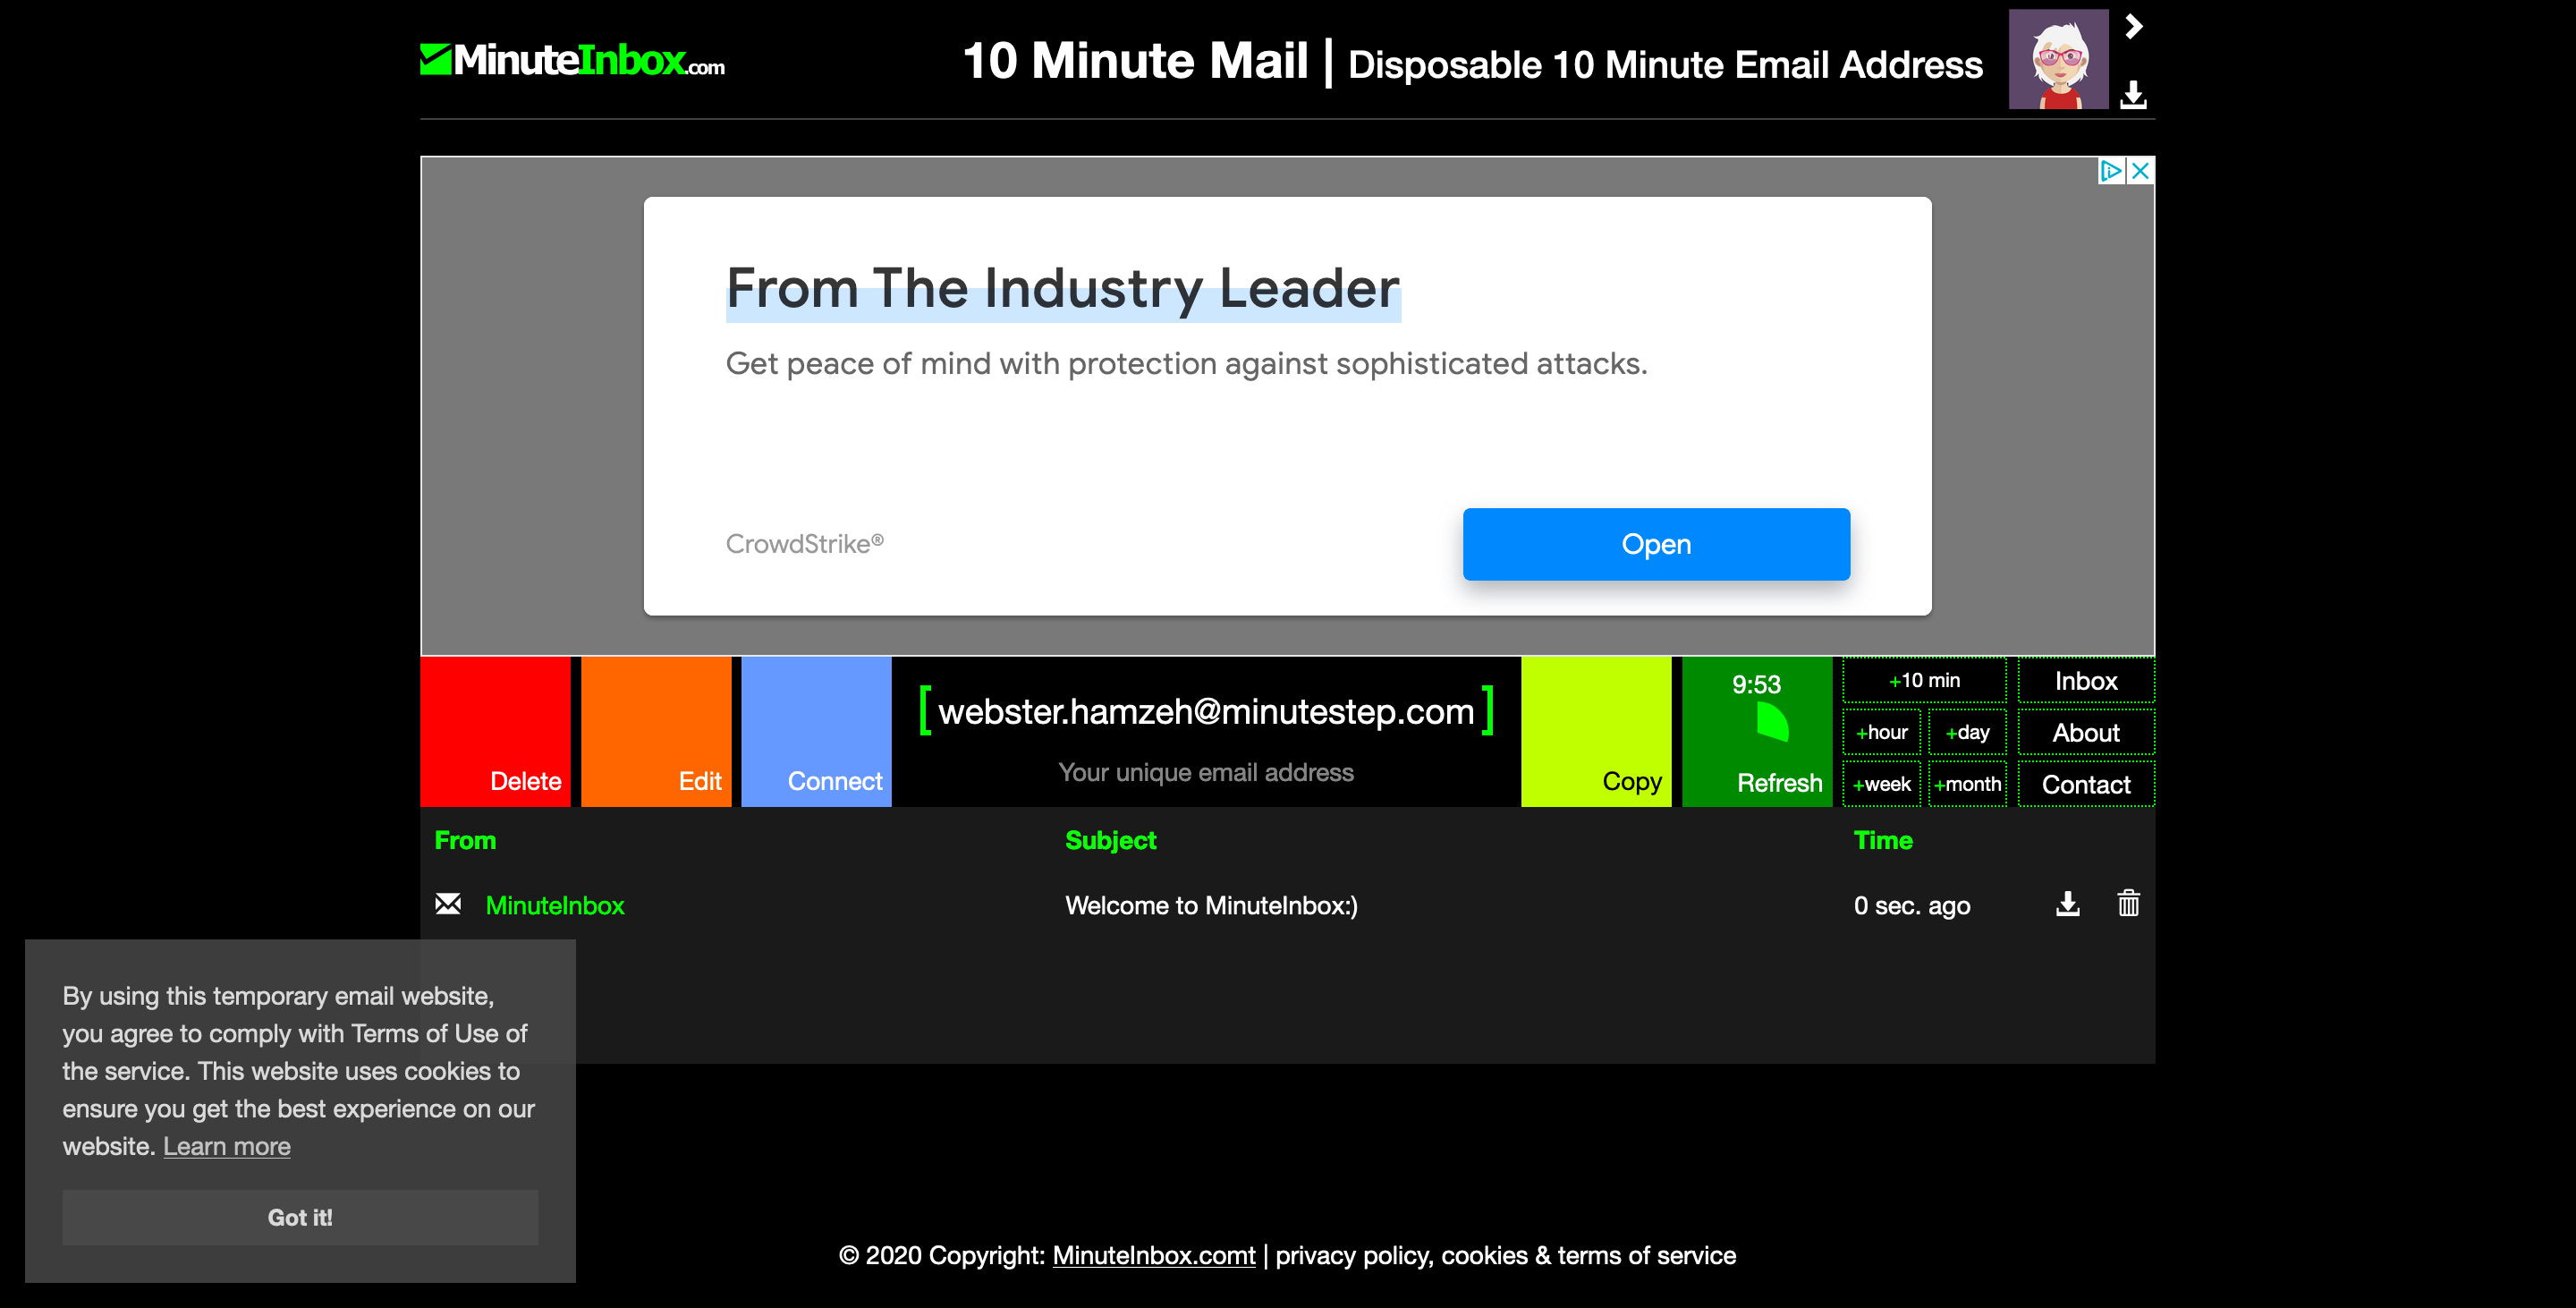 MinuteInbox.com
10 Minute Mail | Disposable 10 Minute Email Address
From The Industry Leader
Get peace of mind with protection against sophisticated attacks.
CrowdStrike®
Open
Delete
Edit
Connect
[webster.hamzeh@minutestep.com]
Your unique email address
Copy
9:53
Refresh
+10 min
+hour
+day
+week
+month
Inbox
About
Contact
From Subject Time
MinuteInbox Welcome to MinuteInbox:) 0 sec. ago
By using this temporary email website,
you agree to comply with Terms of Use of
the service. This website uses cookies to
ensure you get the best experience on our
website. Learn more
Got it!
© 2020 Copyright: MinuteInbox.comt | privacy policy, cookies & terms of service